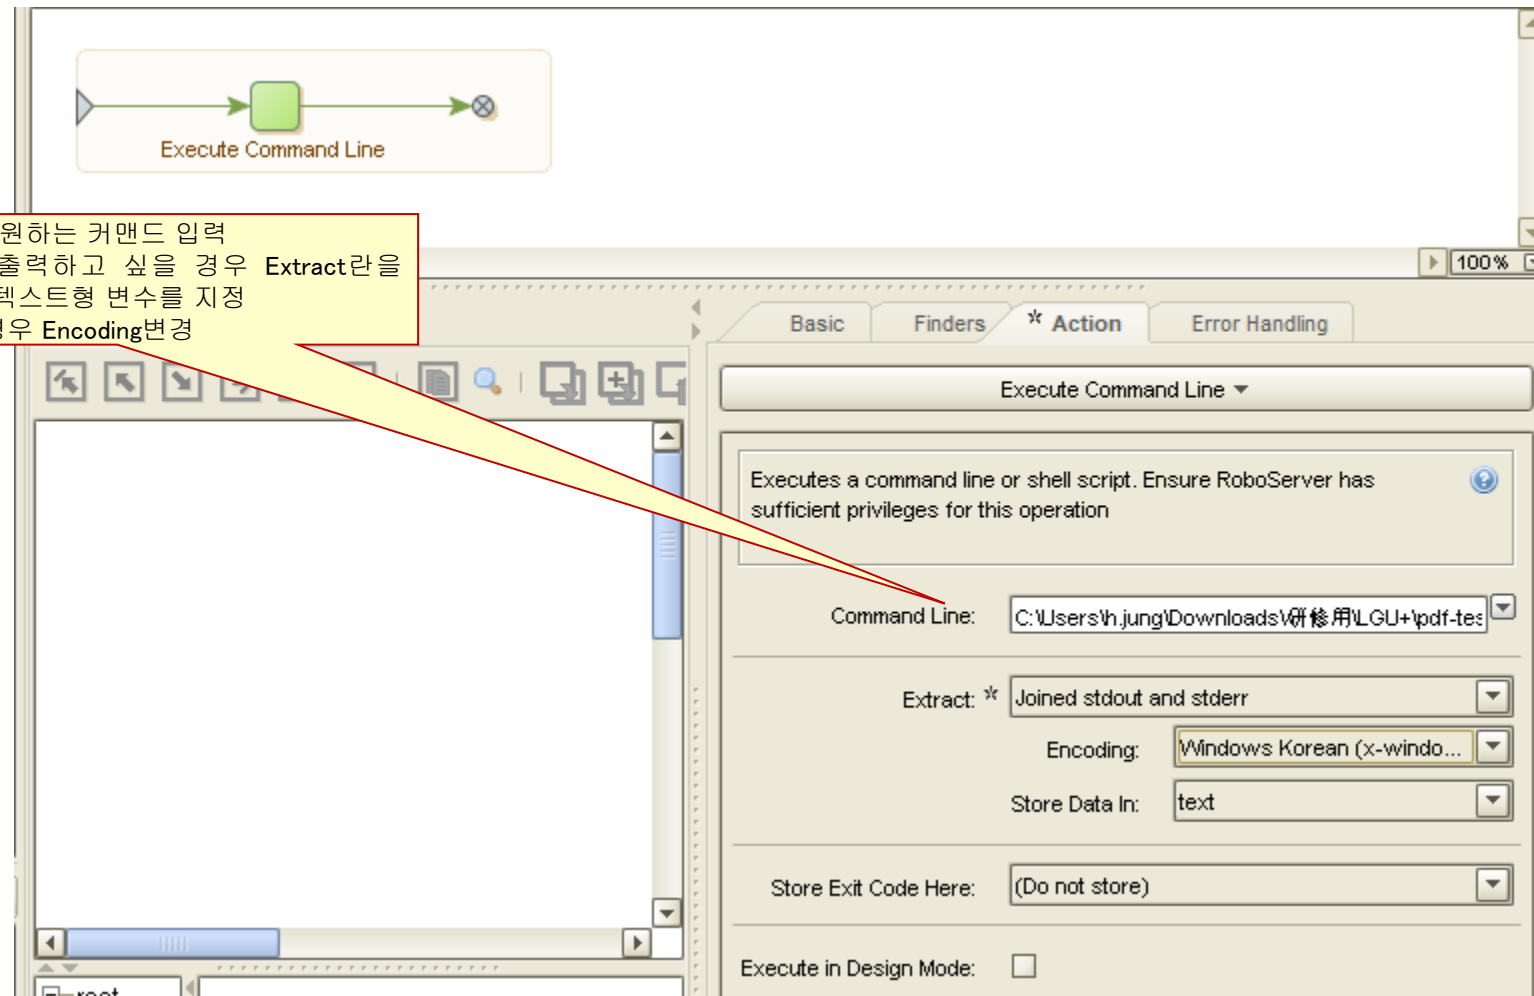 Execute Command Line
원하는 커맨드 입력
출력하고 싶을 경우 Extract란을
텍스트형 변수를 지정
경우 Encoding변경
100%
Basic Finders * Action Error Handling
Execute Command Line
Executes a command line or shell script. Ensure RoboServer has
sufficient privileges for this operation
Command Line: C:\Users\h.jung\Downloads\研修用\LGU+\pdf-tes
Extract: * Joined stdout and stderr
Encoding: Windows Korean (x-windo...
Store Data In: text
Store Exit Code Here: (Do not store)
Execute in Design Mode:
root